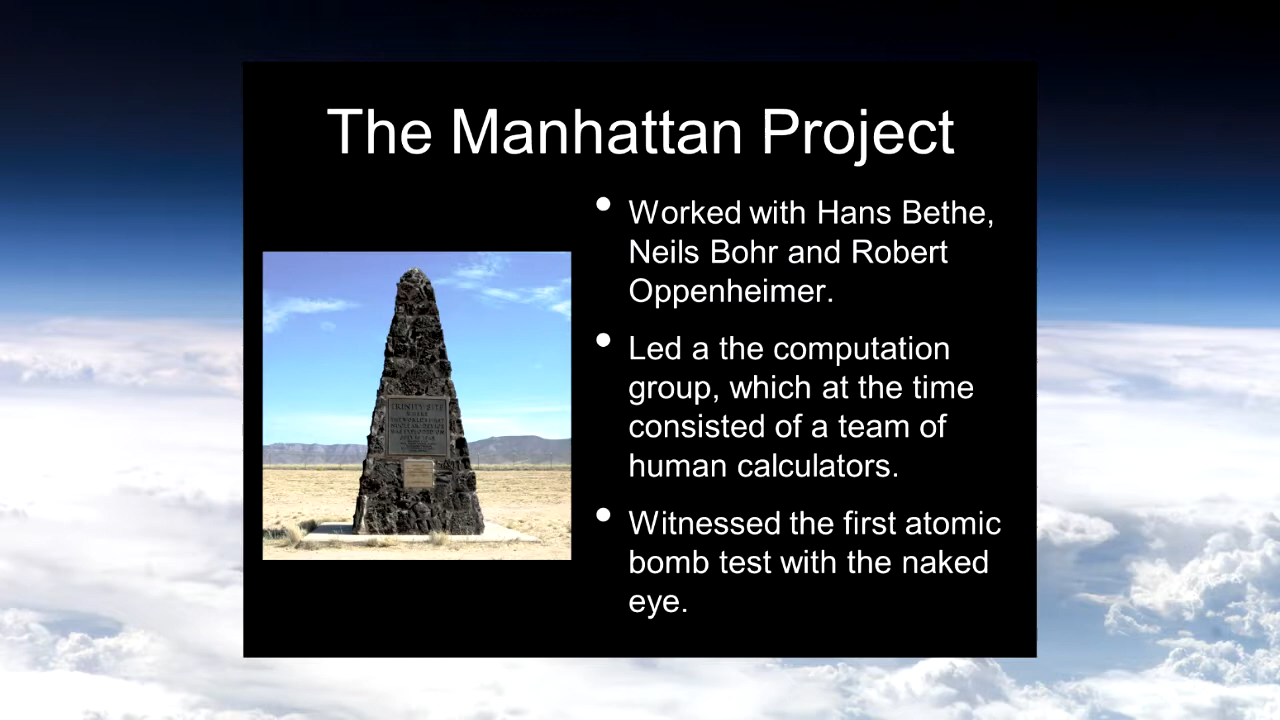 The Manhattan Project
• Worked with Hans Bethe,
Neils Bohr and Robert
Oppenheimer.
• Led a the computation
group, which at the time
consisted of a team of
human calculators.
• Witnessed the first atomic
bomb test with the naked
eye.
TRINITY SITE